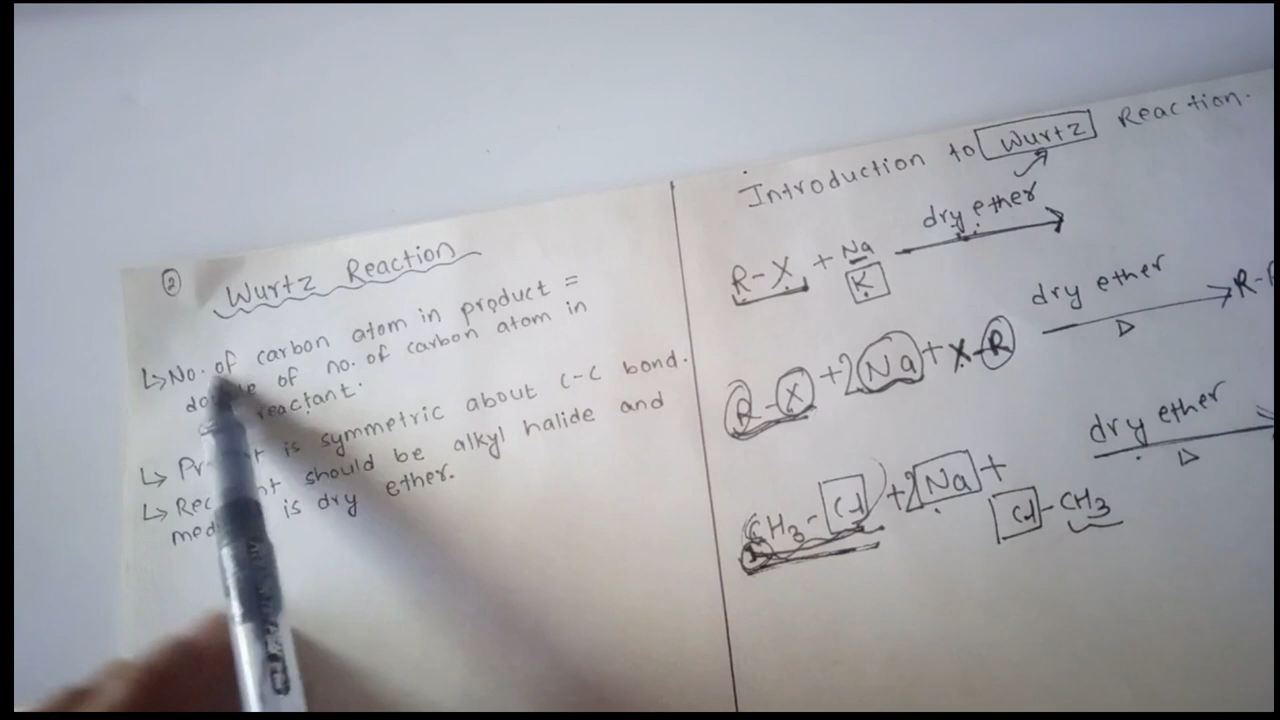 ② Wurtz Reaction
↳ No. of carbon atom in product =
of no. of carbon atom in
reactant.
↳ is symmetric about C-C bond.
↳ should be alkyl halide and
is dry ether.
Introduction to Wurtz Reaction.
R-X + Na dry ether
K
R-X + 2Na + X-R dry ether
Δ
CH3-Cl + 2Na + dry ether
Δ
Cl-CH3